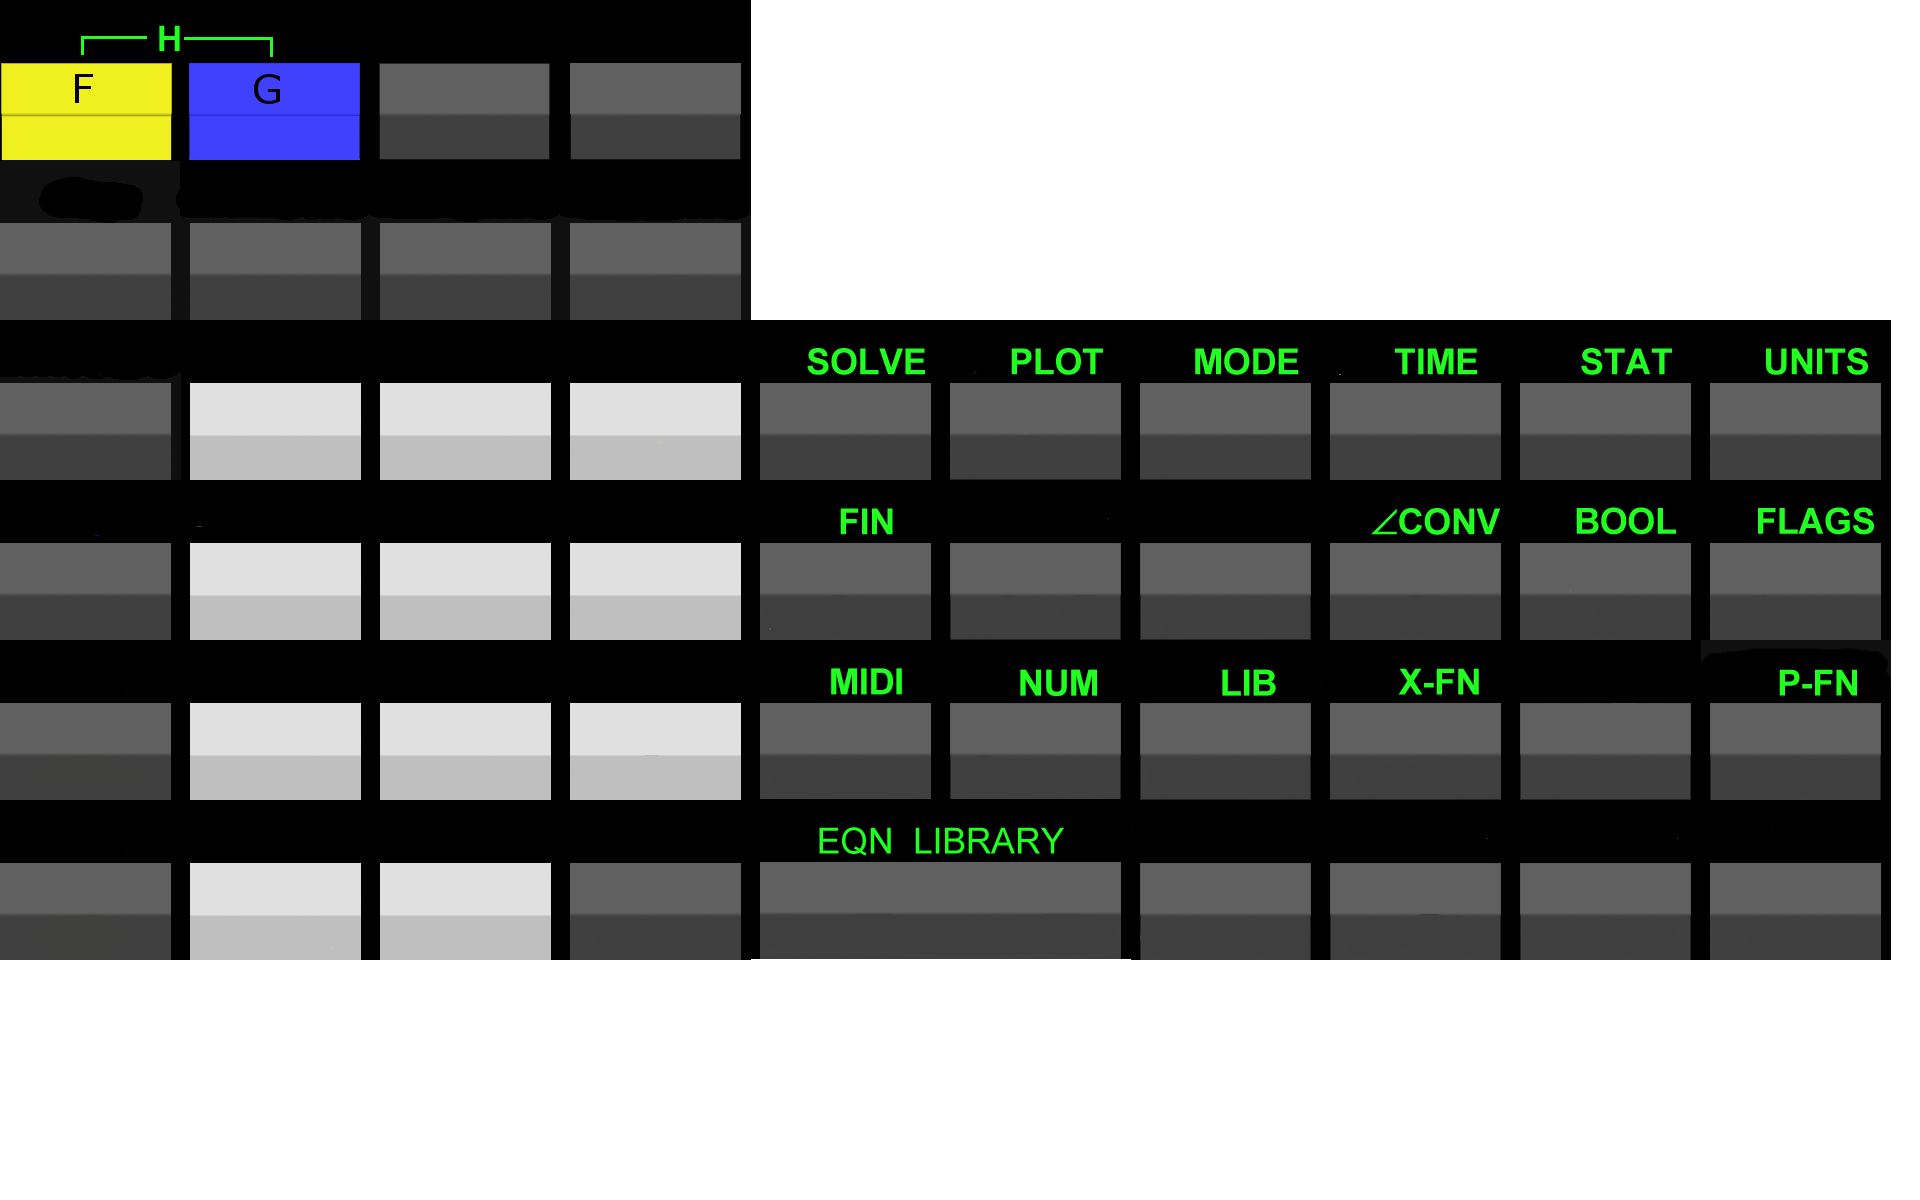 H
F G
SOLVE PLOT MODE TIME STAT UNITS
FIN ∠CONV BOOL FLAGS
MIDI NUM LIB X-FN P-FN
EQN LIBRARY